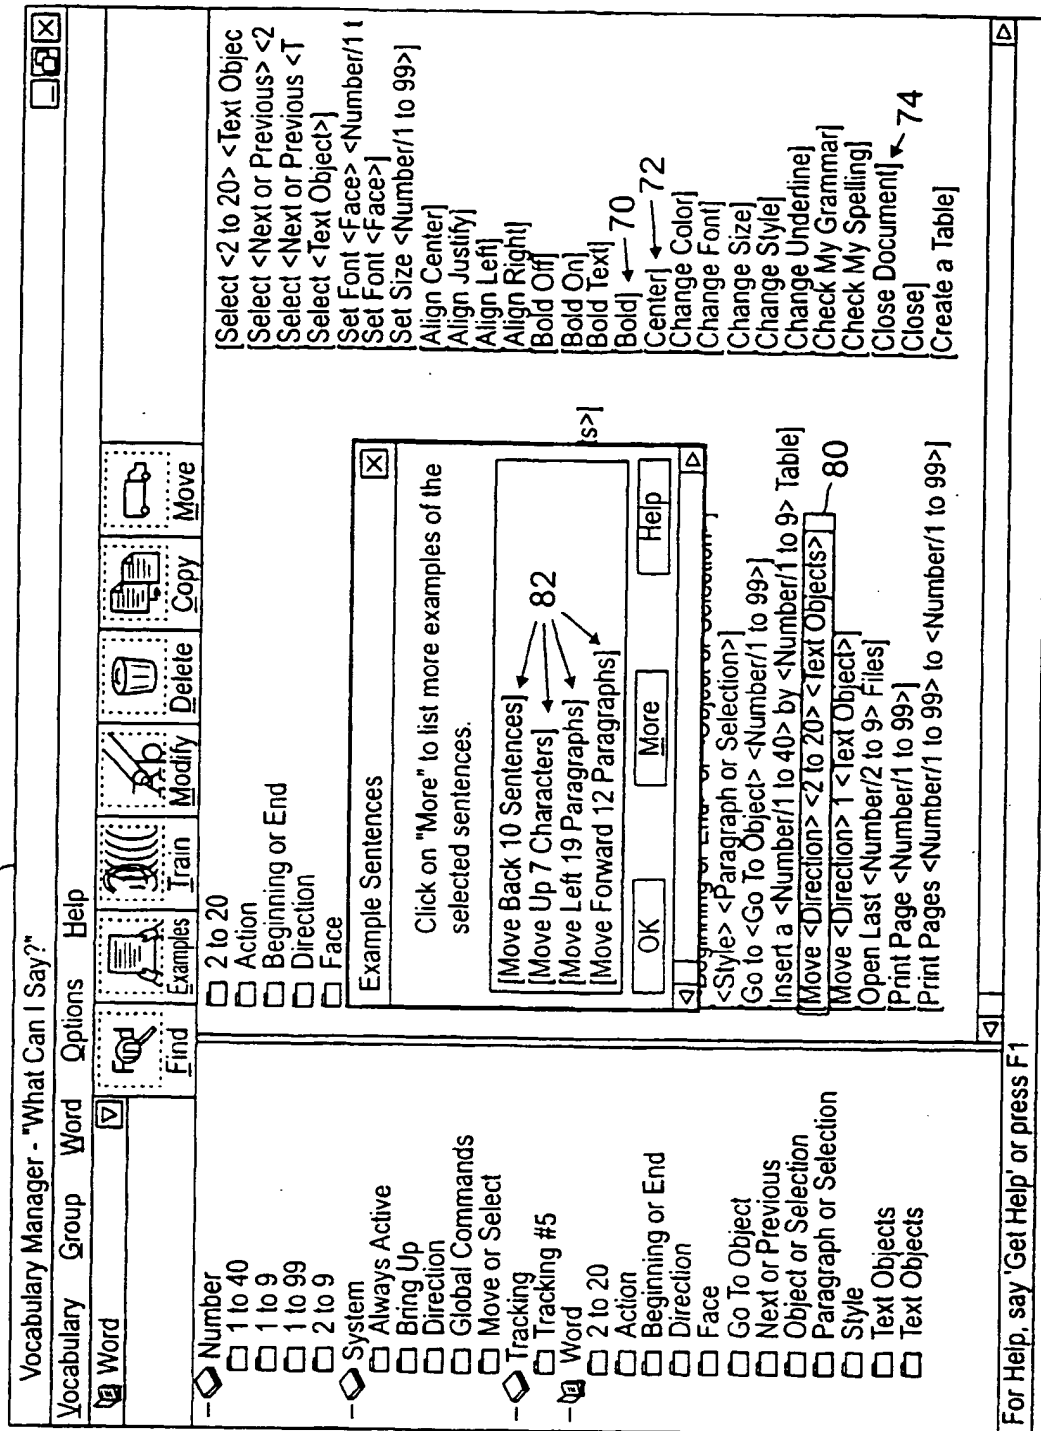 Vocabulary Manager - "What Can I Say?"
Vocabulary Group Word Options Help
Word
Find
Find
Examples
Train
Modify
Delete
Copy
Move
Number
1 to 40
1 to 9
1 to 99
2 to 9
System
Always Active
Bring Up
Direction
Global Commands
Move or Select
Tracking
Tracking #5
Word
2 to 20
Action
Beginning or End
Direction
Face
Go To Object
Next or Previous
Object or Selection
Paragraph or Selection
Style
Text Objects
Text Objects
2 to 20
Action
Beginning or End
Direction
Face
Example Sentences
Click on "More" to list more examples of the
selected sentences.
[Move Back 10 Sentences]
[Move Up 7 Characters]
[Move Left 19 Paragraphs]
[Move Forward 12 Paragraphs]
82
OK
More
Help
s>]
<Style> <Paragraph or Selection>]
Go to <Go To Object> <Number/1 to 99>]
Insert a <Number/1 to 40> by <Number/1 to 9> Table]
[Move <Direction> <2 to 20> <Text Objects>]
80
Move <Direction> 1 <Text Object>]
[Open Last <Number/2 to 9> Files]
[Print Page <Number/1 to 99>]
[Print Pages <Number/1 to 99> to <Number/1 to 99>]
[Select <2 to 20> <Text Objec
[Select <Next or Previous> <2
[Select <Next or Previous <T
[Select <Text Object>]
[Set Font <Face> <Number/1 t
[Set Font <Face>]
[Set Size <Number/1 to 99>]
[Align Center]
[Align Justify]
[Align Left]
[Align Right]
[Bold Off]
[Bold On]
[Bold Text]
[Bold] 70
[Center] 72
[Change Color]
[Change Font]
[Change Size]
[Change Style]
[Change Underline]
[Check My Grammar]
[Check My Spelling]
[Close Document] 74
[Close]
[Create a Table]
For Help, say 'Get Help' or press F1